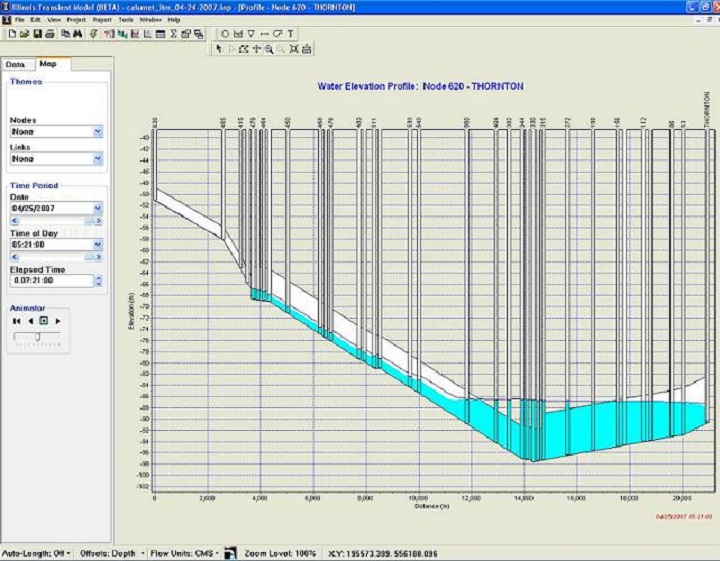 Illinois Transient Model (BETA) - calumet_itm_04-24-2007.inp - [Profile - Node 620 - THORNTON]
File Edit View Project Report Tools Window Help
Data Map
Themes
Nodes
None
Links
None
Time Period
Date
04/25/2007
Time of Day
05:21:00
Elapsed Time
0.07:21:00
Animator
Water Elevation Profile: Node 620 - THORNTON
620
THORNTON
Elevation (m)
-40
-42
-44
-46
-48
-50
-52
-54
-56
-58
-60
-62
-64
-66
-68
-70
-72
-74
-76
-78
-80
-82
-84
-86
-88
-90
-92
-94
-96
-98
-100
-102
0 2,000 4,000 6,000 8,000 10,000 12,000 14,000 16,000 18,000 20,000
Distance (m)
04/25/2007 05:21:00
Auto-Length: Off Offsets: Depth Flow Units: CMS Zoom Level: 100% X,Y: 195573.399, 556188.096